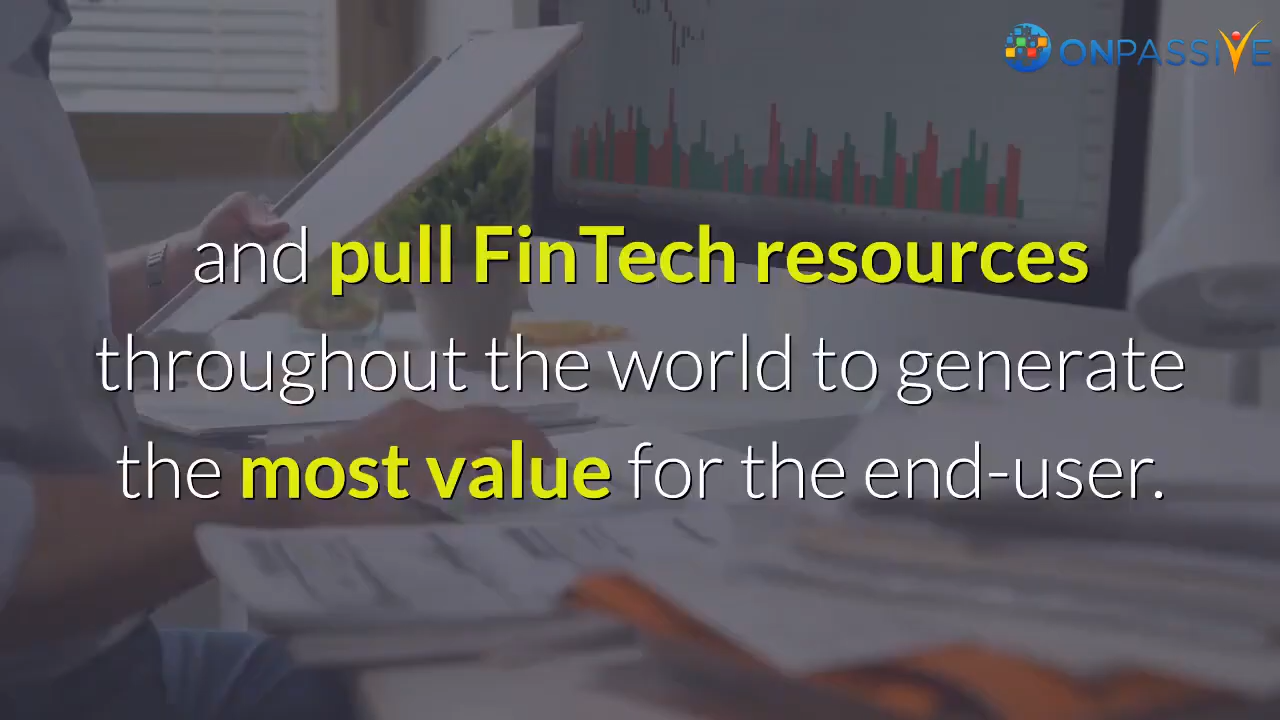 ONPASSIVE
and pull FinTech resources
throughout the world to generate
the most value for the end-user.